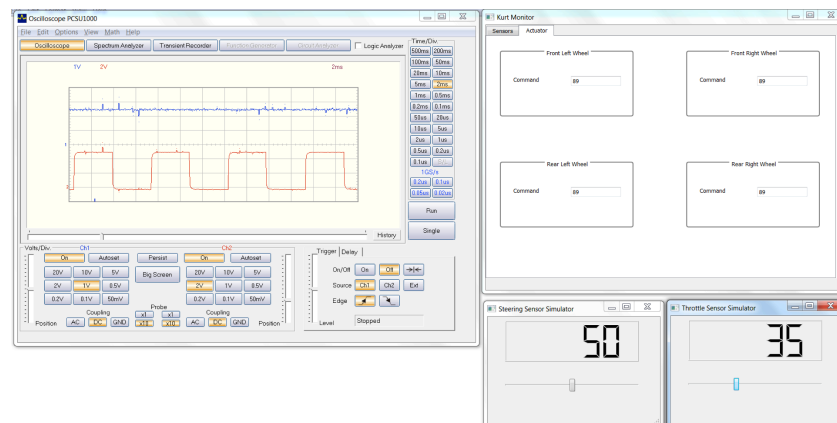 Oscilloscope PCSU1000
File Edit Options View Math Help
Oscilloscope Spectrum Analyzer Transient Recorder Function Generator Circuit Analyzer Logic Analyzer
1V 2V 2ms
Time/Div.
500ms 200ms
100ms 50ms
20ms 10ms
5ms 2ms
1ms 0.5ms
0.2ms 0.1ms
50us 20us
10us 5us
2us 1us
0.5us 0.2us
0.1us
1GS/s
0.2us 0.1us
0.05us 0.02us
Run
Single
History
Volts/Div. Ch1 Ch2
On Autoset Persist On Autoset
20V 10V 5V Big Screen 20V 10V 5V
2V 1V 0.5V 2V 1V 0.5V
0.2V 0.1V 50mV 0.2V 0.1V 50mV
Coupling Probe Coupling
x1 x1
Position AC DC GND x10 x10 AC DC GND Position
Trigger Delay
On/Off On Off
Source Ch1 Ch2 Ext
Edge
Level Stopped
Kurt Monitor
Sensors Actuator
Front Left Wheel
Command 89
Front Right Wheel
Command 89
Rear Left Wheel
Command 89
Rear Right Wheel
Command 89
Steering Sensor Simulator
50
Throttle Sensor Simulator
35